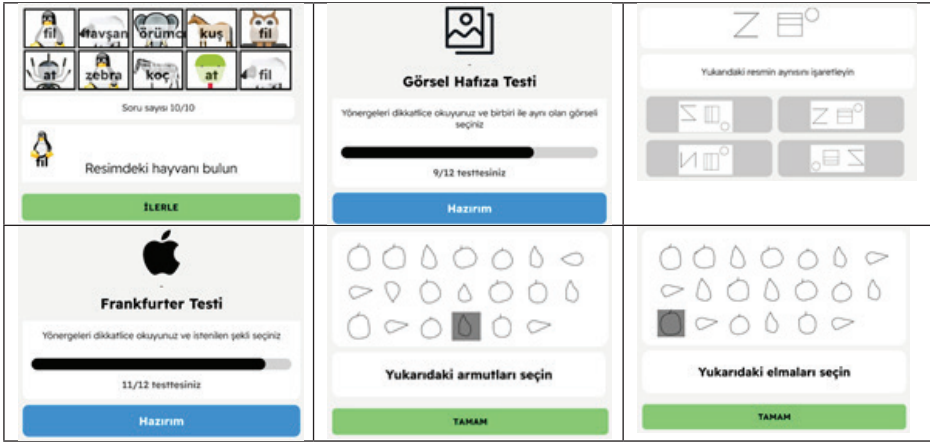 fil tavşan örümc kuş fil
at zebra koç at fil
Soru sayısı 10/10
fil
Resimdeki hayvanı bulun
İLERLE
Görsel Hafıza Testi
Yönergeleri dikkatlice okuyunuz ve birbiri ile aynı olan görseli
seçiniz
9/12 testtesiniz
Hazırım
Yukarıdaki resmin aynısını işaretleyin
Frankfurter Testi
Yönergeleri dikkatlice okuyunuz ve istenilen şekli seçiniz
11/12 testtesiniz
Hazırım
Yukarıdaki armutları seçin
TAMAM
Yukarıdaki elmaları seçin
TAMAM